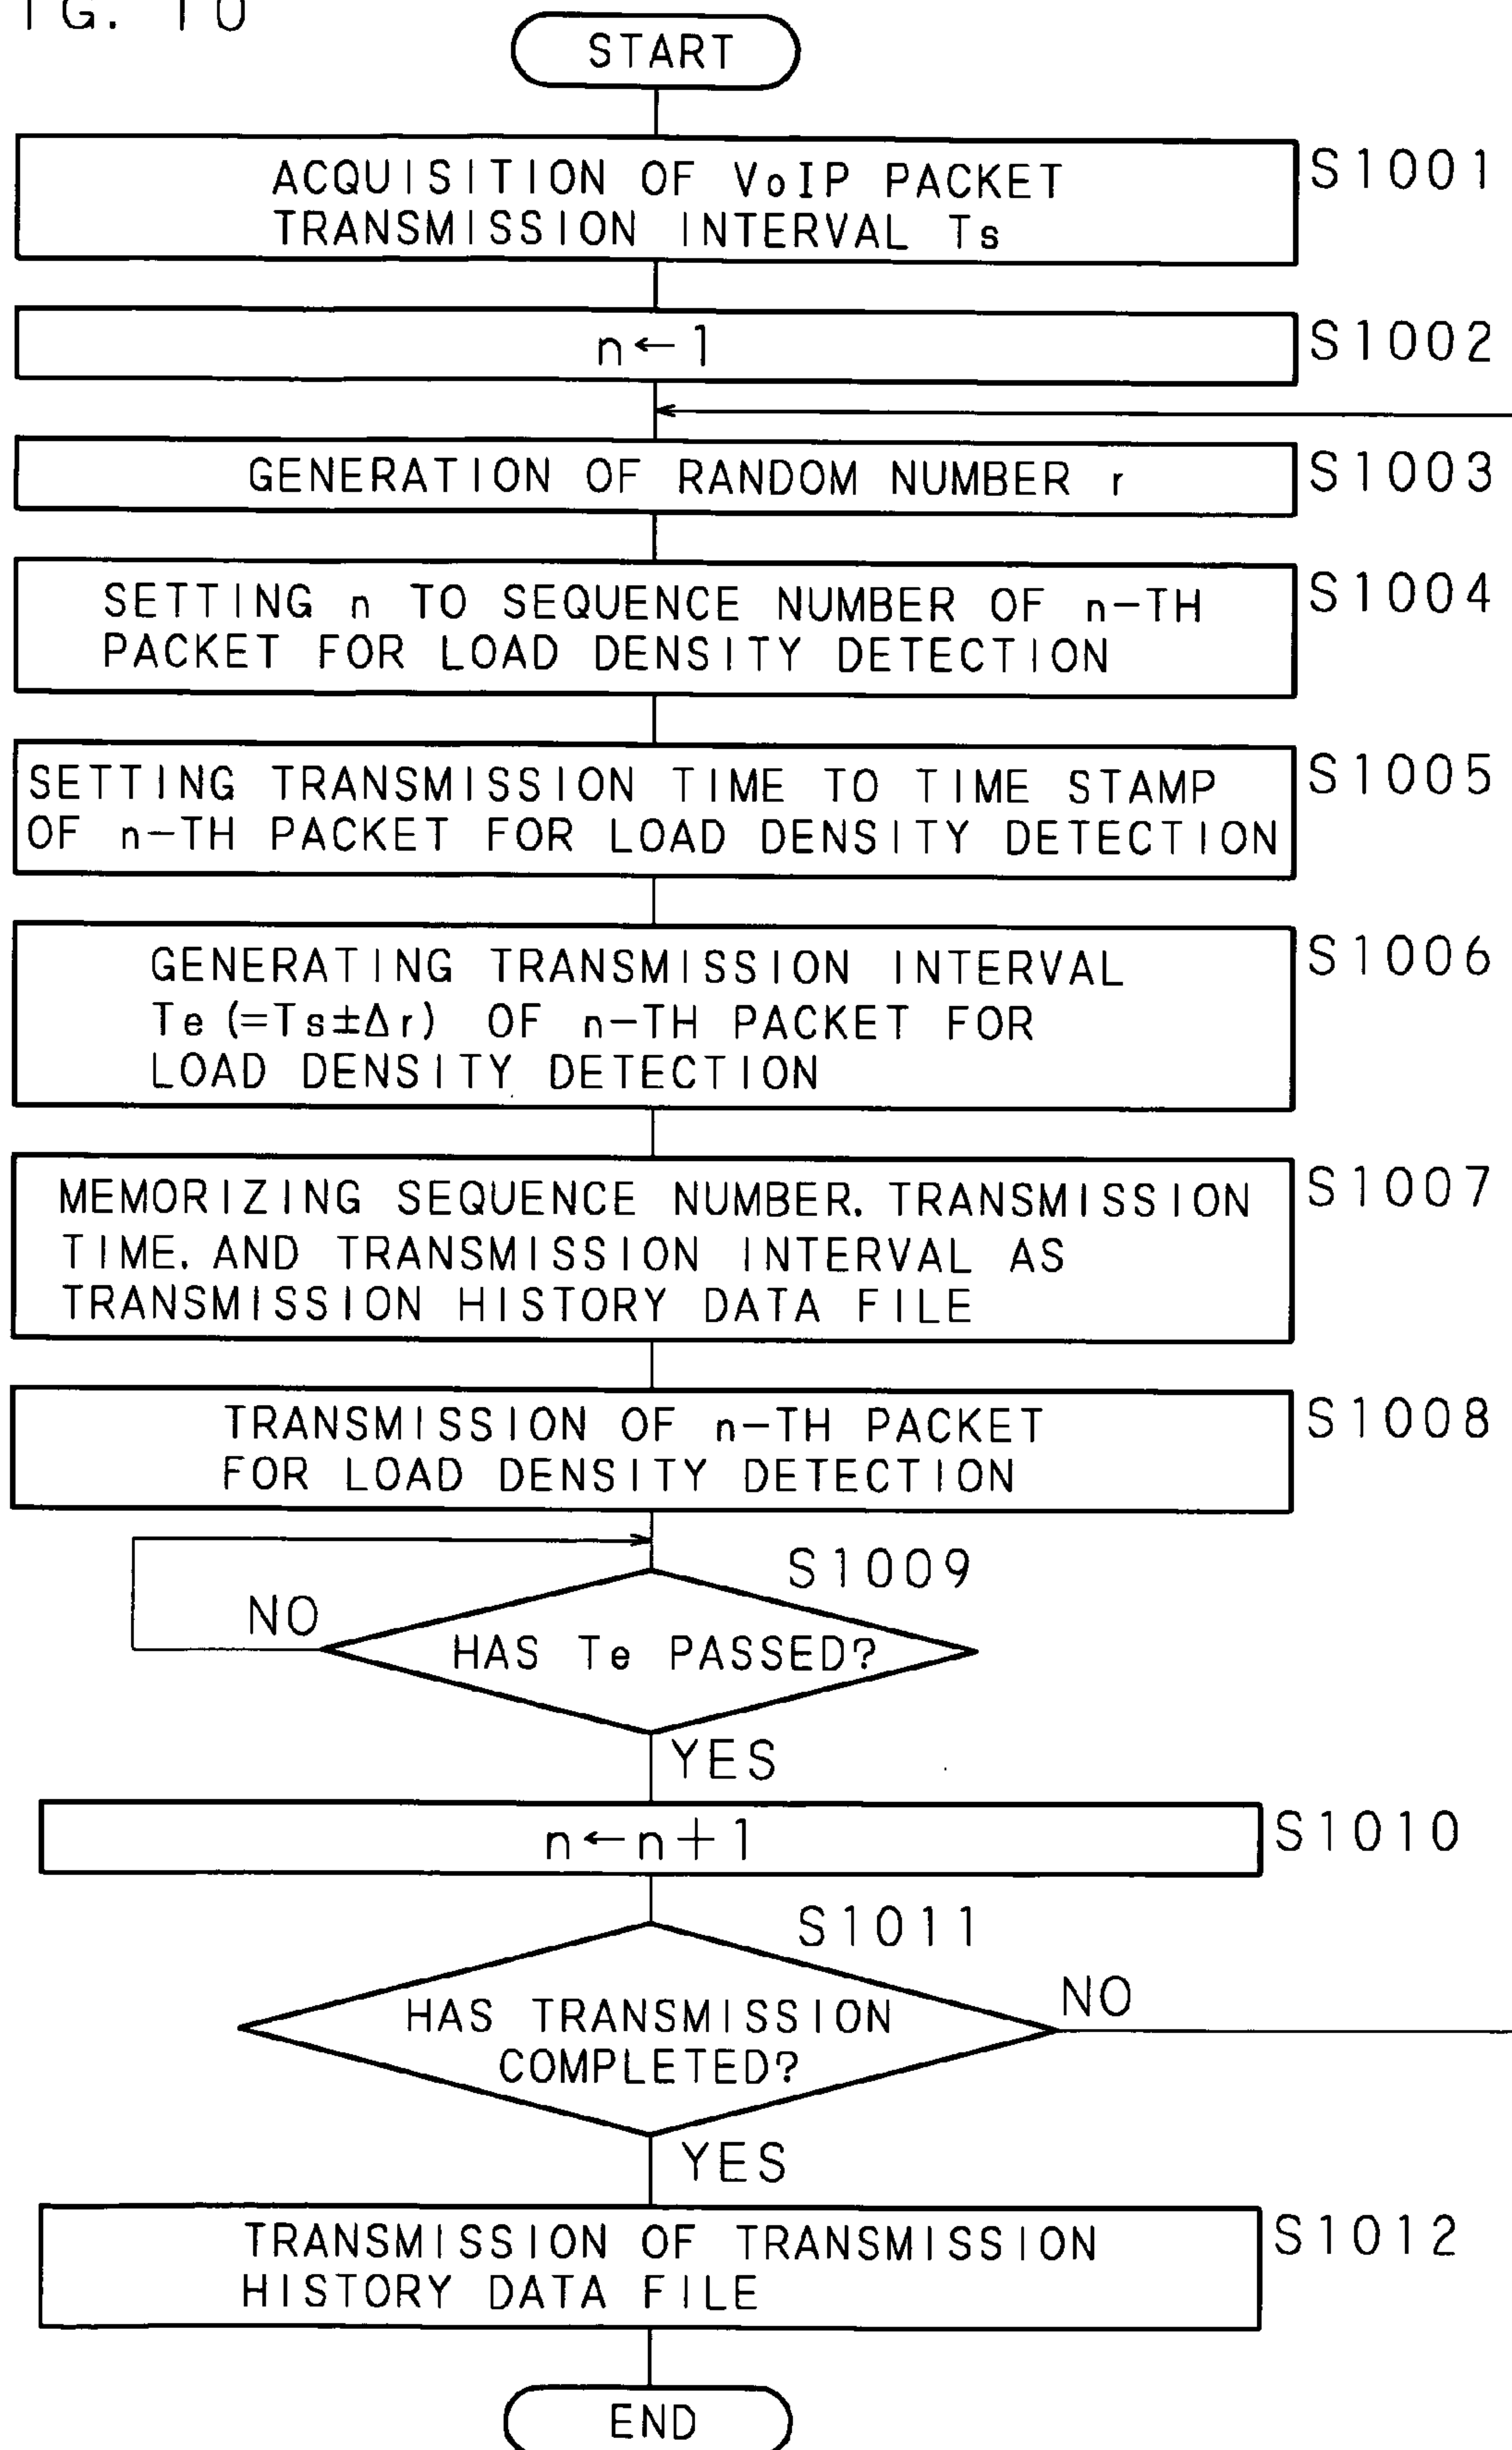 IG. 10
START
ACQUISITION OF VoIP PACKET
TRANSMISSION INTERVAL Ts
S1001
n←1
S1002
GENERATION OF RANDOM NUMBER r
S1003
SETTING n TO SEQUENCE NUMBER OF n-TH
PACKET FOR LOAD DENSITY DETECTION
S1004
SETTING TRANSMISSION TIME TO TIME STAMP
OF n-TH PACKET FOR LOAD DENSITY DETECTION
S1005
GENERATING TRANSMISSION INTERVAL
Te (=Ts±Δr) OF n-TH PACKET FOR
LOAD DENSITY DETECTION
S1006
MEMORIZING SEQUENCE NUMBER, TRANSMISSION
TIME, AND TRANSMISSION INTERVAL AS
TRANSMISSION HISTORY DATA FILE
S1007
TRANSMISSION OF n-TH PACKET
FOR LOAD DENSITY DETECTION
S1008
S1009
NO
HAS Te PASSED?
YES
n←n+1
S1010
S1011
NO
HAS TRANSMISSION
COMPLETED?
YES
TRANSMISSION OF TRANSMISSION
HISTORY DATA FILE
S1012
END